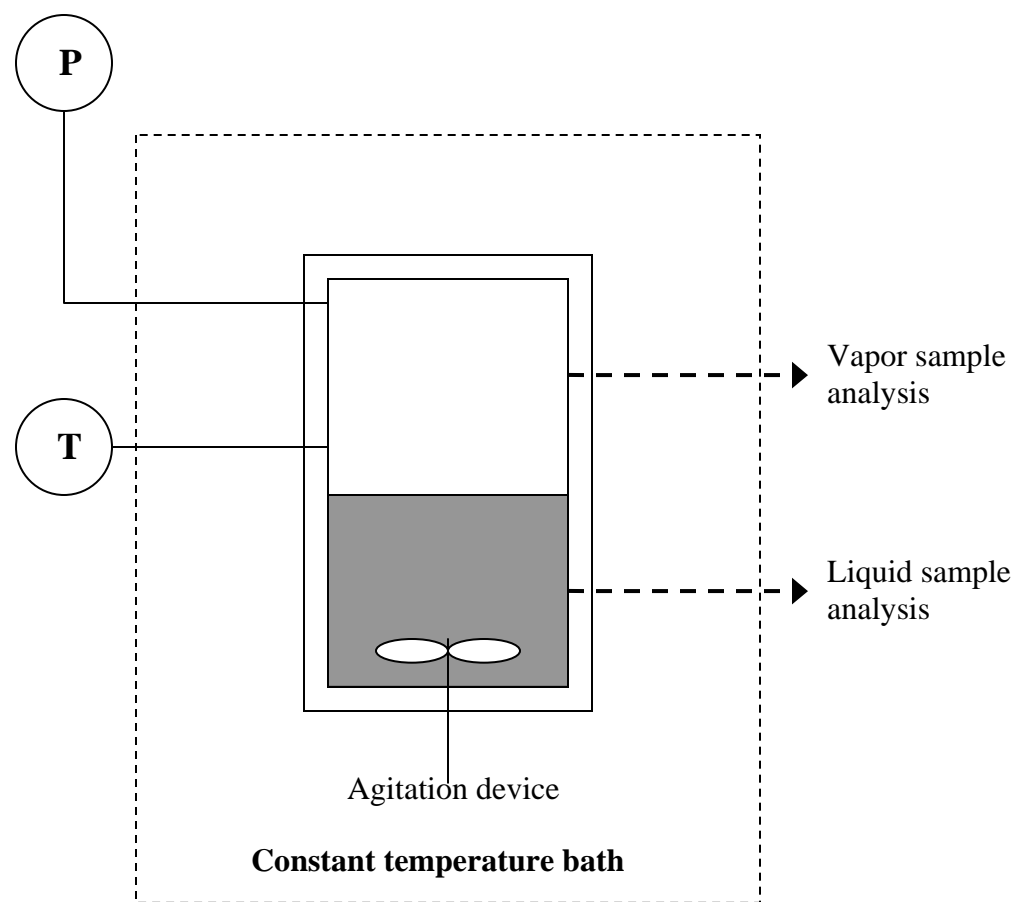 P
Vapor sample
analysis
T
Liquid sample
analysis
Agitation device
Constant temperature bath